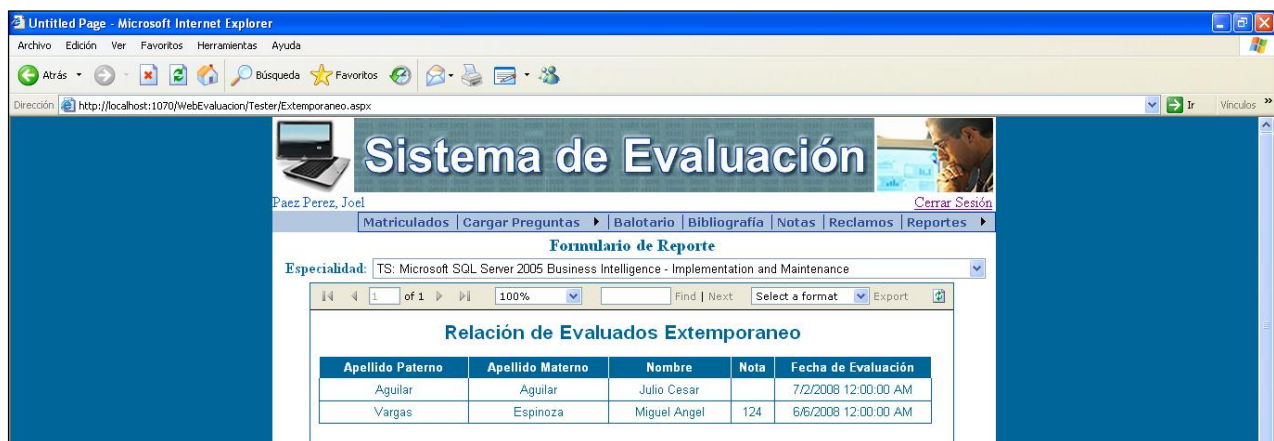 Untitled Page - Microsoft Internet Explorer
Archivo Edición Ver Favoritos Herramientas Ayuda
Atrás Búsqueda Favoritos
Dirección http://localhost:1070/WebEvaluacion/Tester/Extemporaneo.aspx Ir Vínculos »
Sistema de Evaluación
Paez Perez, Joel Cerrar Sesión
Matriculados | Cargar Preguntas | Balotario | Bibliografía | Notas | Reclamos | Reportes
Formulario de Reporte
Especialidad: TS: Microsoft SQL Server 2005 Business Intelligence - Implementation and Maintenance
1 of 1 100% Find | Next Select a format Export
Relación de Evaluados Extemporaneo
Apellido Paterno Apellido Materno Nombre Nota Fecha de Evaluación
Aguilar Aguilar Julio Cesar 7/2/2008 12:00:00 AM
Vargas Espinoza Miguel Angel 124 6/6/2008 12:00:00 AM